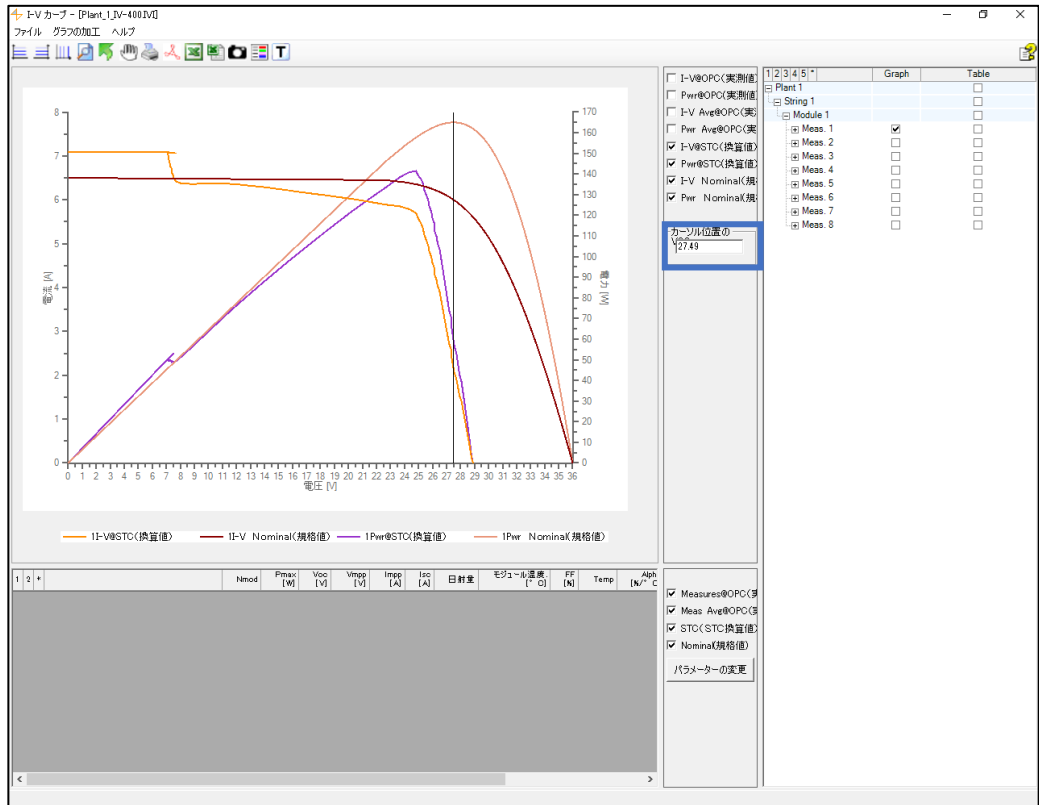 I-V カーブ - [Plant_1_IV-400.IVI]
ファイル グラフの加工 ヘルプ
T
I-V@OPC(実測値
Pwr@OPC(実測値
I-V Avg@OPC(実
Pwr Avg@OPC(実
I-V@STC(換算値)
Pwr@STC(換算値)
I-V Nominal(規
Pwr Nominal(規
カーソル位置の
27.49
1 2 3 4 5 * Graph Table
Plant 1
String 1
Module 1
Meas. 1
Meas. 2
Meas. 3
Meas. 4
Meas. 5
Meas. 6
Meas. 7
Meas. 8
電流 [A]
8
7
6
5
4
3
2
1
0
170
160
150
140
130
120
110
100
90
80
70
60
50
40
30
20
10
0
電力 [W]
0 1 2 3 4 5 6 7 8 9 10 11 12 13 14 15 16 17 18 19 20 21 22 23 24 25 26 27 28 29 30 31 32 33 34 35 36
電圧 [V]
1I-V@STC(換算値) 1I-V Nominal(規格値) 1Pwr@STC(換算値) 1Pwr Nominal(規格値)
1 2 * Nmod Pmax [W] Voc [V] Vmpp [V] Impp [A] Isc [A] 日射量 モジュール温度. [° C] FF [%] Temp Alph [%/° C
Measures@OPC(実
Meas Avg@OPC(実
STC(STC換算値)
Nominal(規格値)
パラメーターの変更